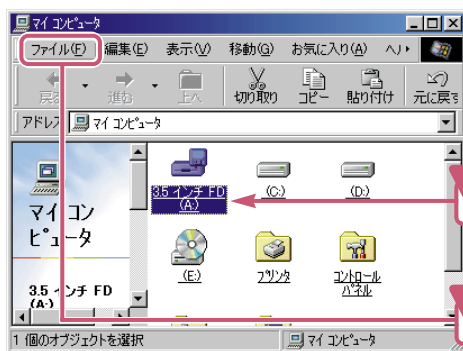 マイ コンピュータ
ファイル(F) 編集(E) 表示(V) 移動(G) お気に入り(A)
戻る 進む 上へ 切り取り コピー 貼り付け 元に戻す
アドレス マイ コンピュータ
マイ コン
ピュータ
3.5 インチ FD
(A:)
3.5 インチ FD
(A:)
(C:)
(D:)
(E:)
プリンタ
コントロール
パネル
1 個のオブジェクトを選択
マイ コンピュータ